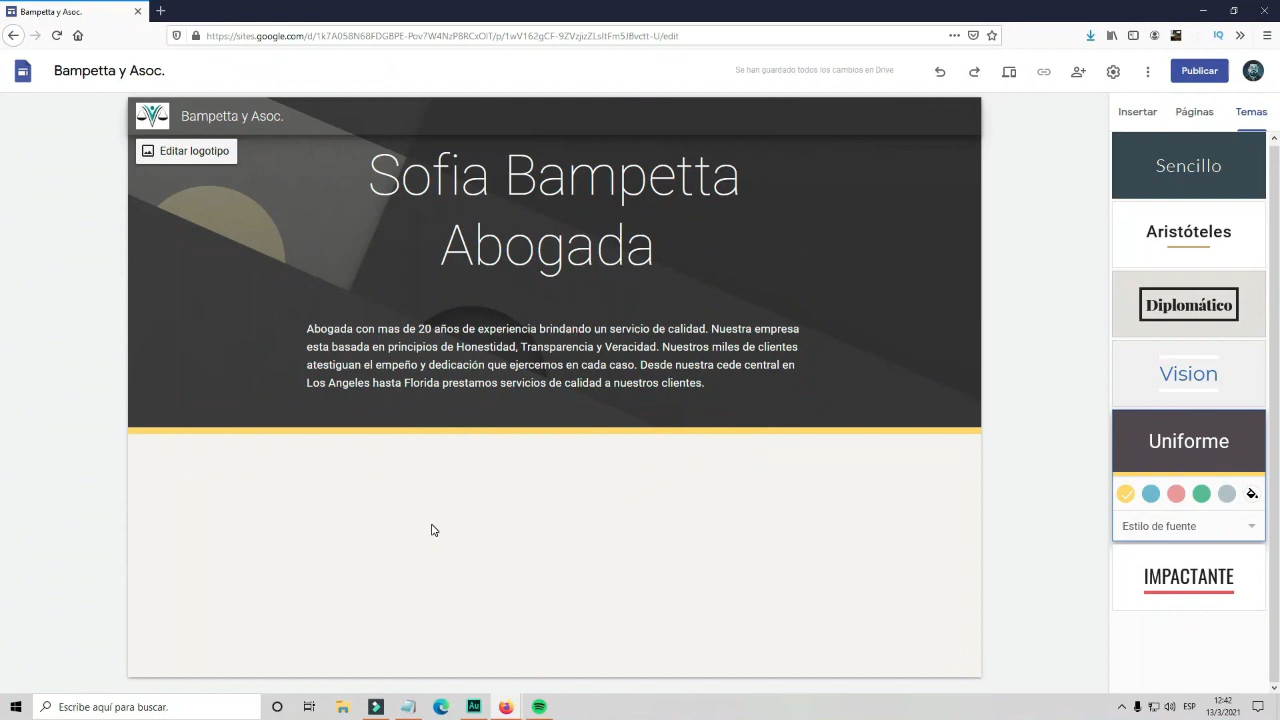 Bampetta y Asoc.
https://sites.google.com/d/1k7A058N68FDGBPE-Pov7W4NzP8RCxOIT/p/1wV162gCF-9ZVzjizZLsItFm5JBvctt-U/edit
IQ
Bampetta y Asoc.
Se han guardado todos los cambios en Drive
Publicar
Insertar
Páginas
Temas
Bampetta y Asoc.
Editar logotipo
Sofia Bampetta
Abogada
Abogada con mas de 20 años de experiencia brindando un servicio de calidad. Nuestra empresa
esta basada en principios de Honestidad, Transparencia y Veracidad. Nuestros miles de clientes
atestiguan el empeño y dedicación que ejercemos en cada caso. Desde nuestra cede central en
Los Angeles hasta Florida prestamos servicios de calidad a nuestros clientes.
Sencillo
Aristóteles
Diplomático
Vision
Uniforme
Estilo de fuente
IMPACTANTE
Escribe aquí para buscar.
Au
ESP
12:42
13/3/2021